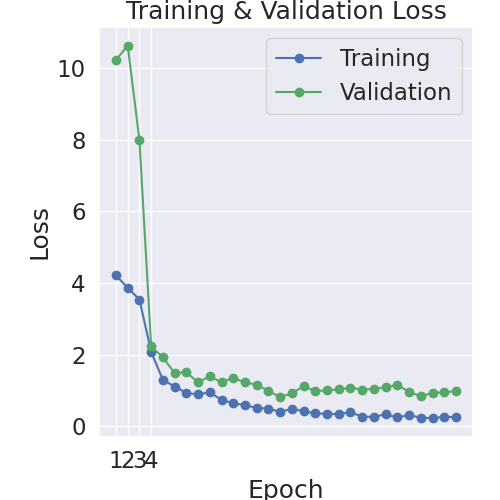 Training & Validation Loss
Training
Validation
10
8
6
4
2
0
Loss
1234
Epoch